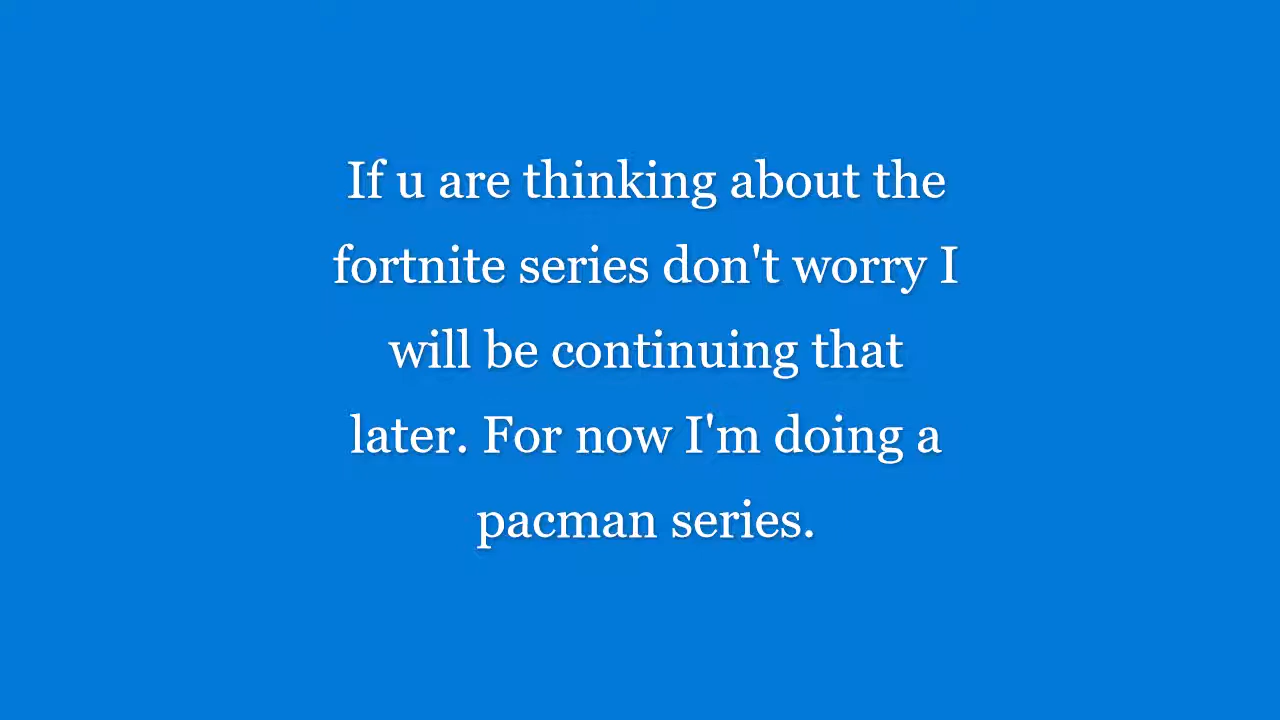 If u are thinking about the
fortnite series don't worry I
will be continuing that
later. For now I'm doing a
pacman series.